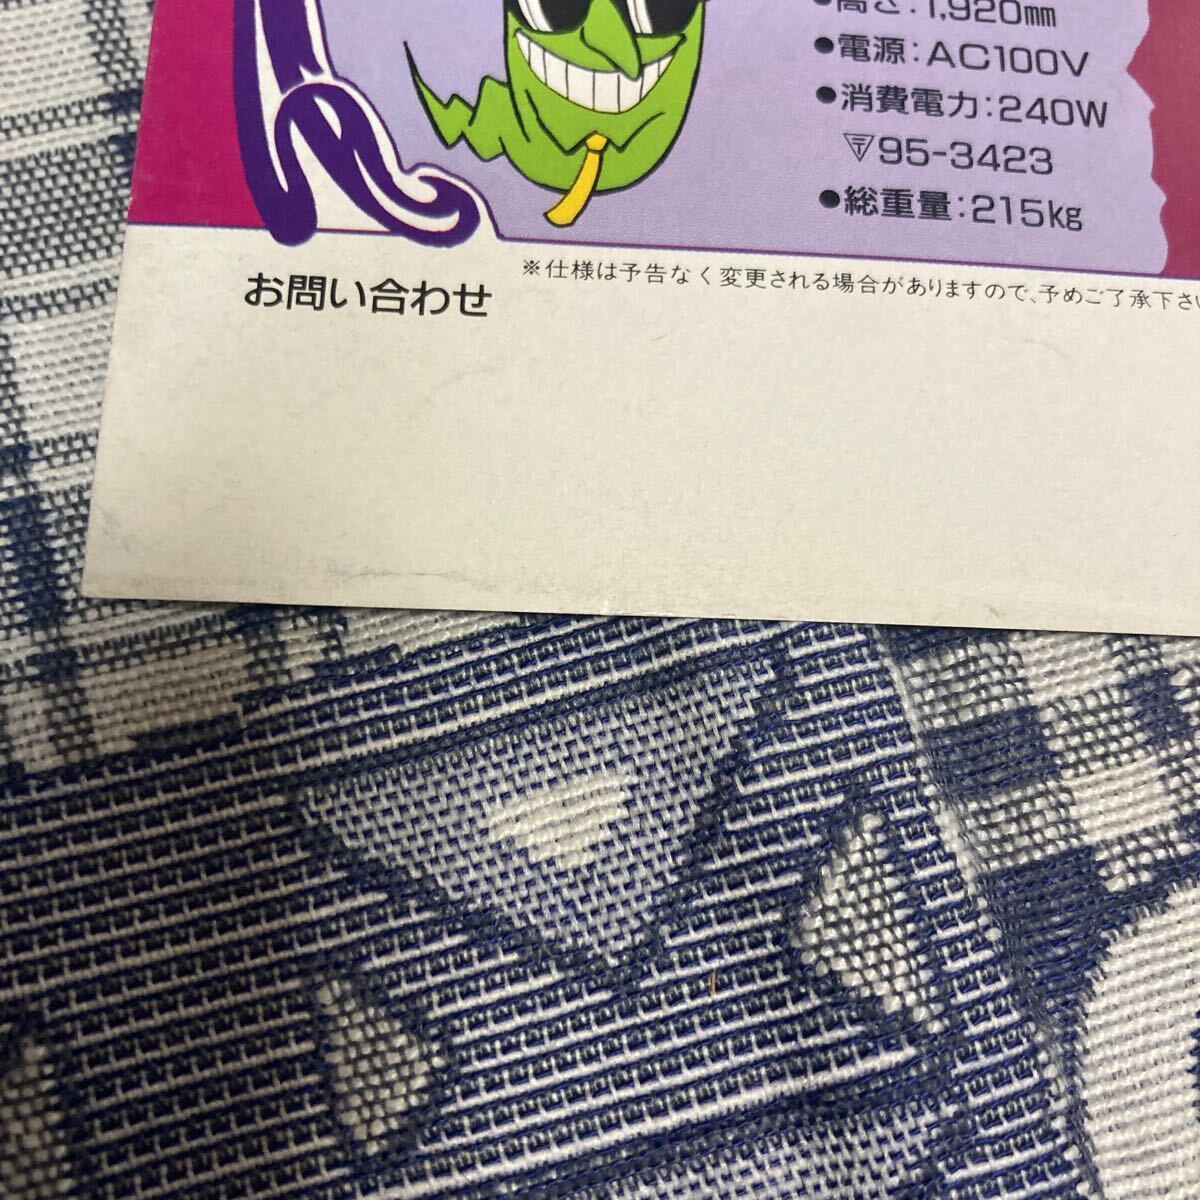 ●高さ:1,920mm
●電源:AC100V
●消費電力:240W
▽〒95-3423
●総重量:215kg
※仕様は予告なく変更される場合がありますので、予めご了承下さい
お問い合わせ